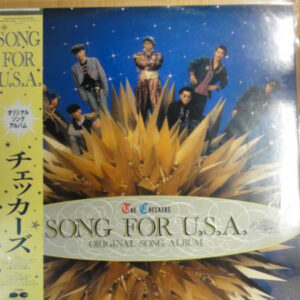 SONG
FOR
U.S.A.
オリジナル
ソング
アルバム
チェッカーズ
THE CHECKERS
SONG FOR U.S.A.
ORIGINAL SONG ALBUM